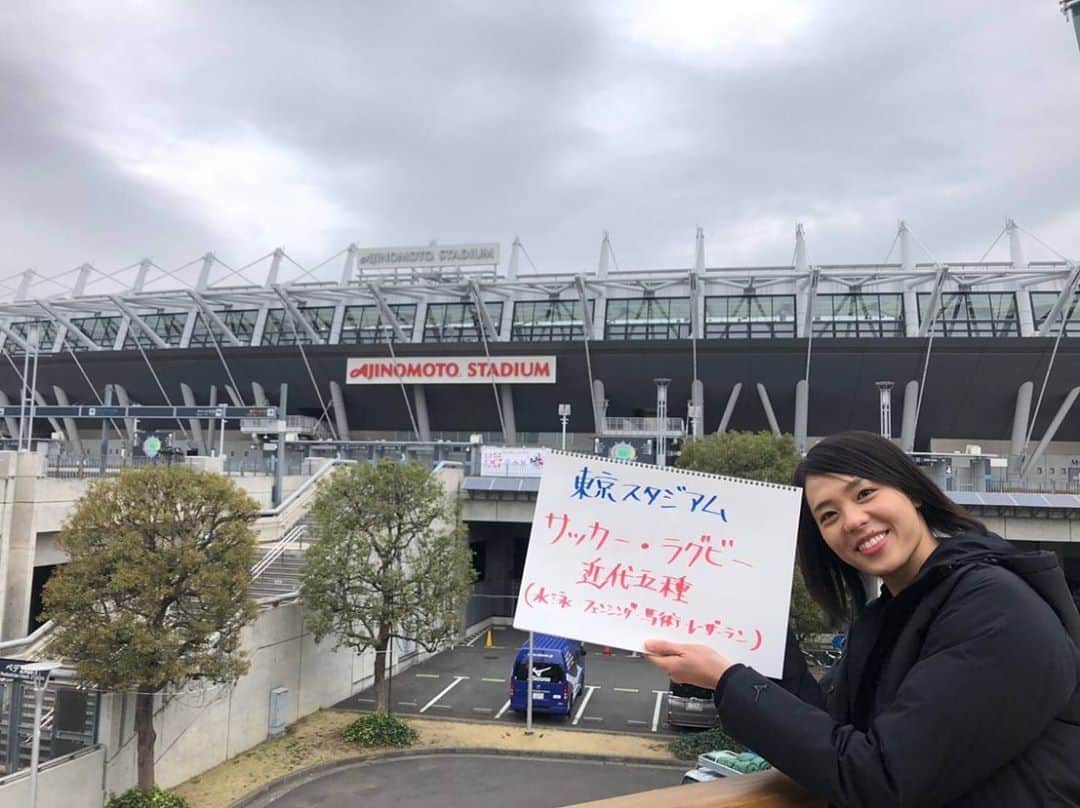 AJINOMOTO STADIUM
AJINOMOTO STADIUM
東京スタジアム
サッカー・ラグビー
近代五種
(水泳 フェンシング・馬術・レーザーラン)